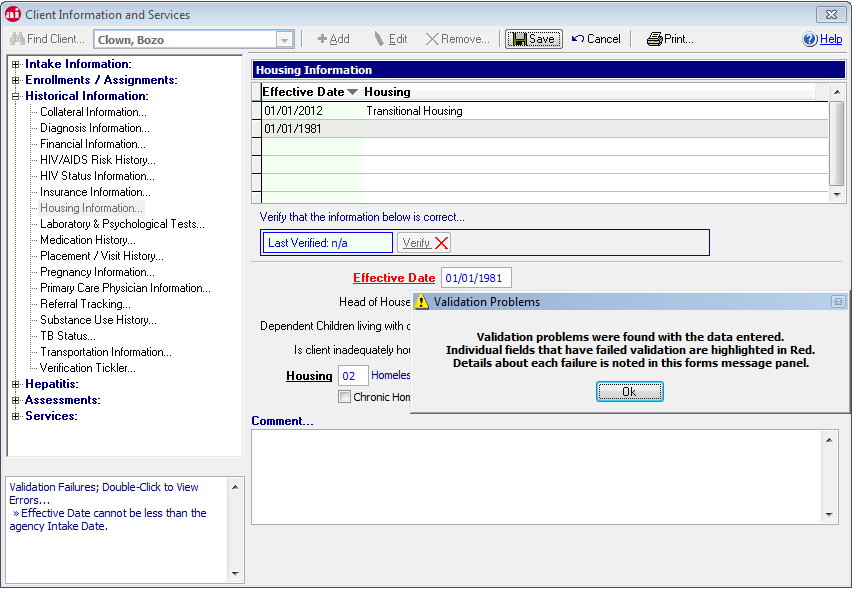 Client Information and Services
Find Client... Clown, Bozo Add Edit Remove... Save Cancel Print... Help
Intake Information:
Enrollments / Assignments:
Historical Information:
Collateral Information...
Diagnosis Information...
Financial Information...
HIV/AIDS Risk History...
HIV Status Information...
Insurance Information...
Housing Information...
Laboratory & Psychological Tests...
Medication History...
Placement / Visit History...
Pregnancy Information...
Primary Care Physician Information...
Referral Tracking...
Substance Use History...
TB Status...
Transportation Information...
Verification Tickler...
Hepatitis:
Assessments:
Services:
Validation Failures; Double-Click to View
Errors...
» Effective Date cannot be less than the
agency Intake Date.
Housing Information
Effective Date Housing
01/01/2012 Transitional Housing
01/01/1981
Verify that the information below is correct...
Last Verified: n/a Verify
Effective Date 01/01/1981
Head of House
Dependent Children living with
Is client inadequately hou
Housing 02 Homeles
Chronic Hom
Comment...
Validation Problems
Validation problems were found with the data entered.
Individual fields that have failed validation are highlighted in Red.
Details about each failure is noted in this forms message panel.
Ok